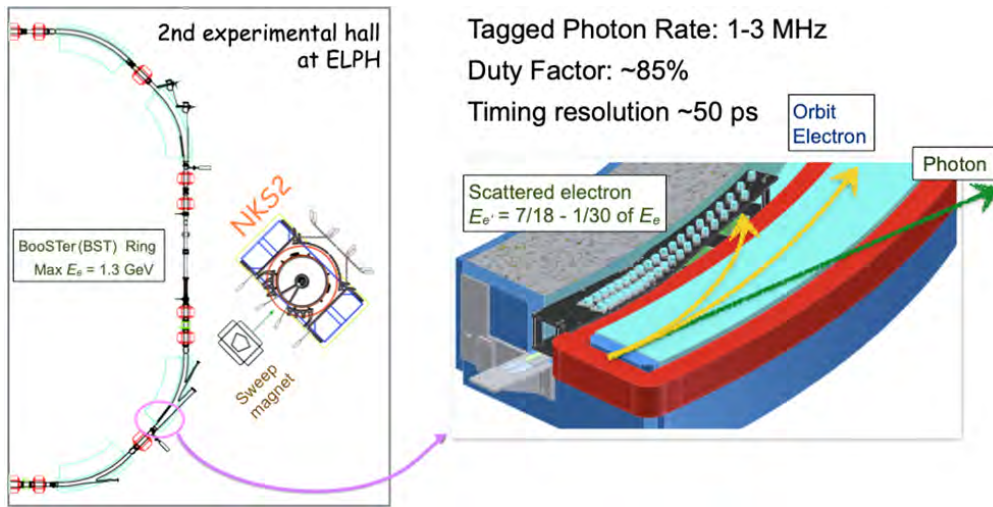 2nd experimental hall
at ELPH
BooSTer(BST) Ring
Max Ee = 1.3 GeV
NKS2
Sweep
magnet
Tagged Photon Rate: 1-3 MHz
Duty Factor: ~85%
Timing resolution ~50 ps
Orbit
Electron
Photon
Scattered electron
Ee' = 7/18 - 1/30 of Ee